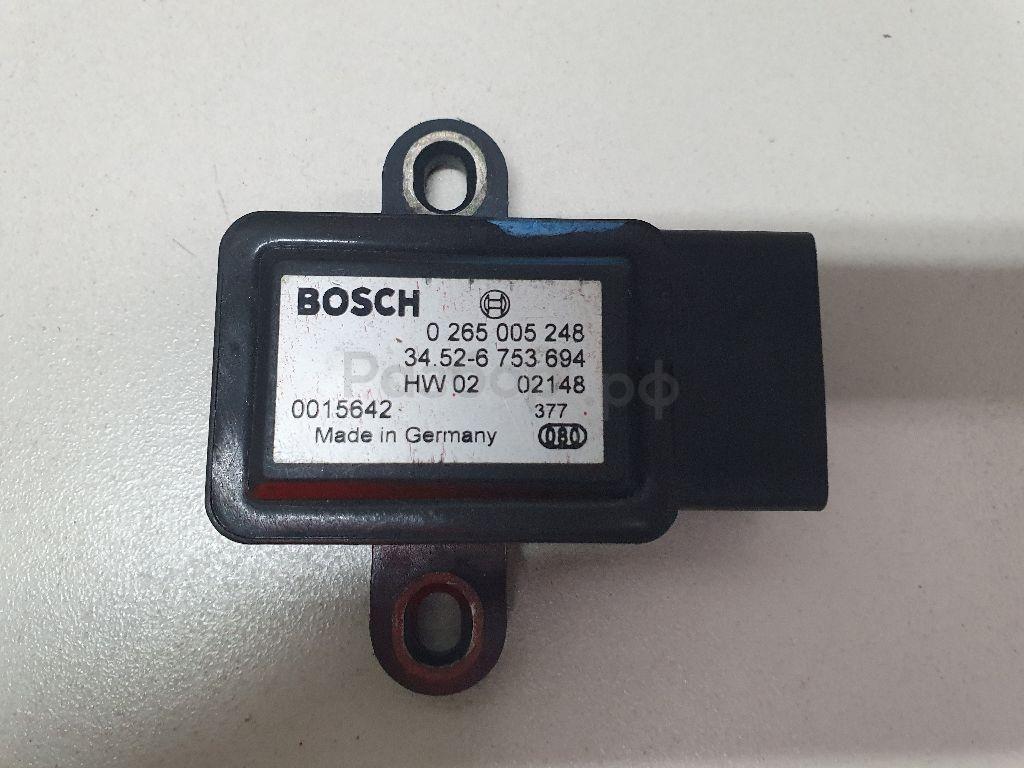 BOSCH
0 265 005 248
34.52-6 753 694
HW 02 02148
0015642 377
Made in Germany